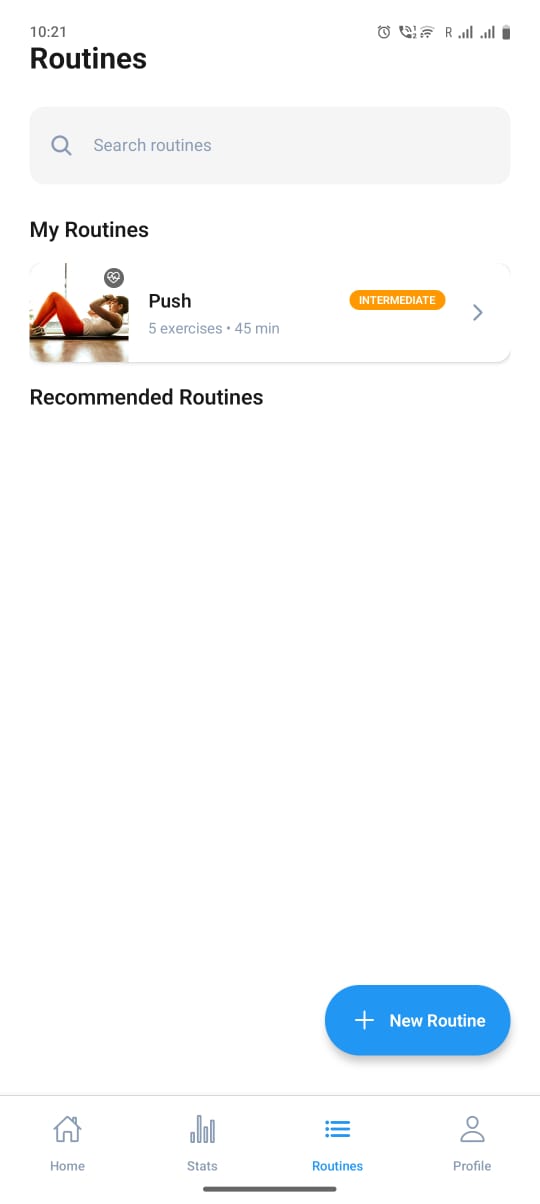 10:21
R
Routines
Search routines
My Routines
Push
INTERMEDIATE
5 exercises • 45 min
Recommended Routines
New Routine
Home
Stats
Routines
Profile